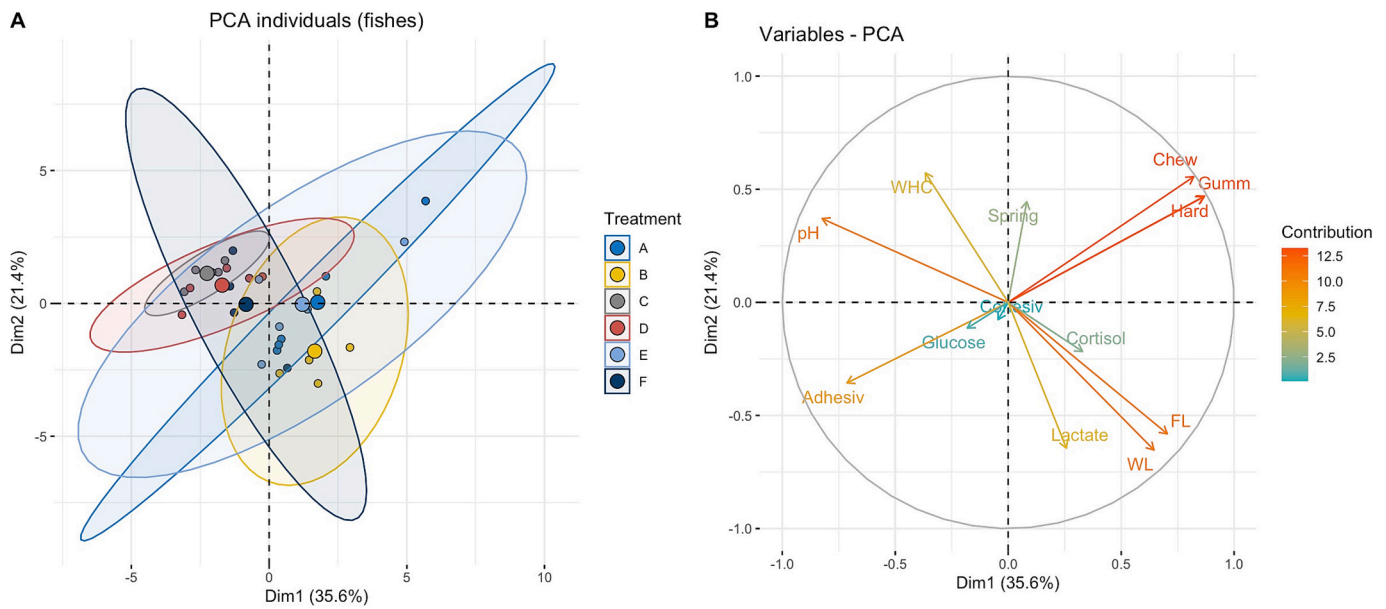 A
PCA individuals (fishes)
Dim2 (21.4%)
5
0
-5
-5
0
5
10
Dim1 (35.6%)
Treatment
A
B
C
D
E
F
B
Variables - PCA
Dim2 (21.4%)
1.0
0.5
0.0
-0.5
-1.0
Chew
Gumm
Hard
WHC
Spring
pH
Cohesiv
Glucose
Cortisol
Adhesiv
FL
Lactate
WL
-1.0
-0.5
0.0
0.5
1.0
Dim1 (35.6%)
Contribution
12.5
10.0
7.5
5.0
2.5